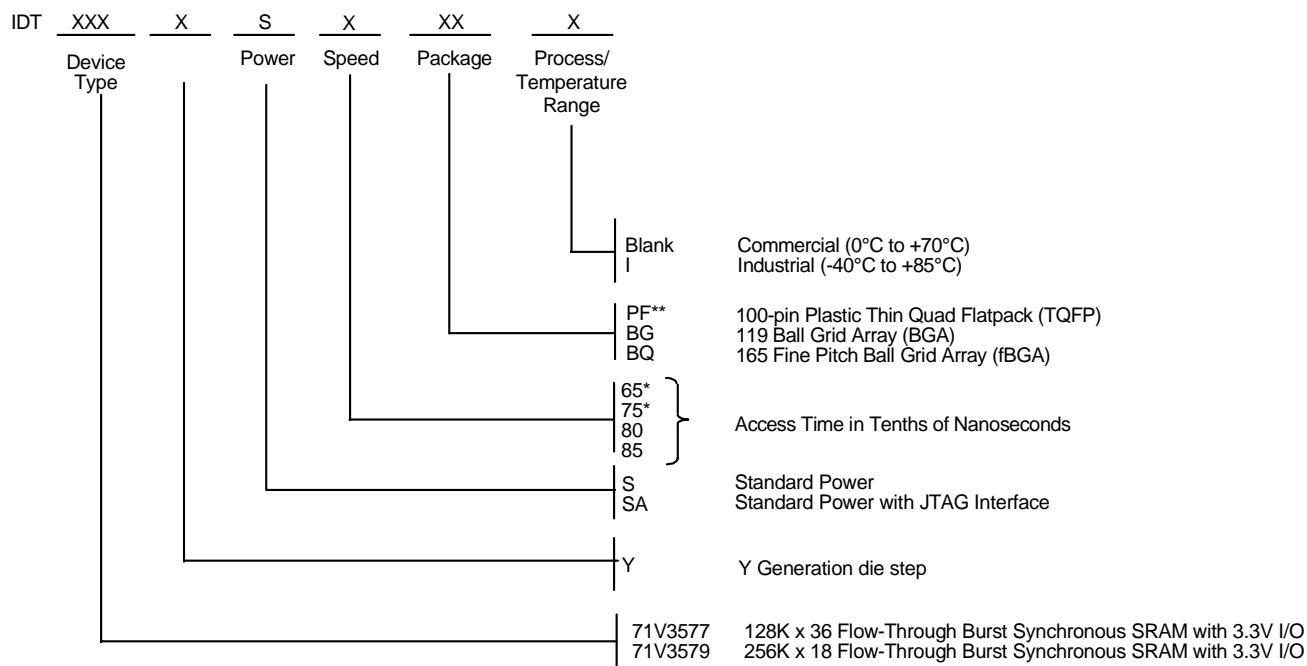 IDT XXX X S X XX X
Device Type Power Speed Package Process/ Temperature Range
Blank Commercial (0°C to +70°C)
I Industrial (-40°C to +85°C)
PF** 100-pin Plastic Thin Quad Flatpack (TQFP)
BG 119 Ball Grid Array (BGA)
BQ 165 Fine Pitch Ball Grid Array (fBGA)
65*
75*
80
85
Access Time in Tenths of Nanoseconds
S Standard Power
SA Standard Power with JTAG Interface
Y Y Generation die step
71V3577 128K x 36 Flow-Through Burst Synchronous SRAM with 3.3V I/O
71V3579 256K x 18 Flow-Through Burst Synchronous SRAM with 3.3V I/O